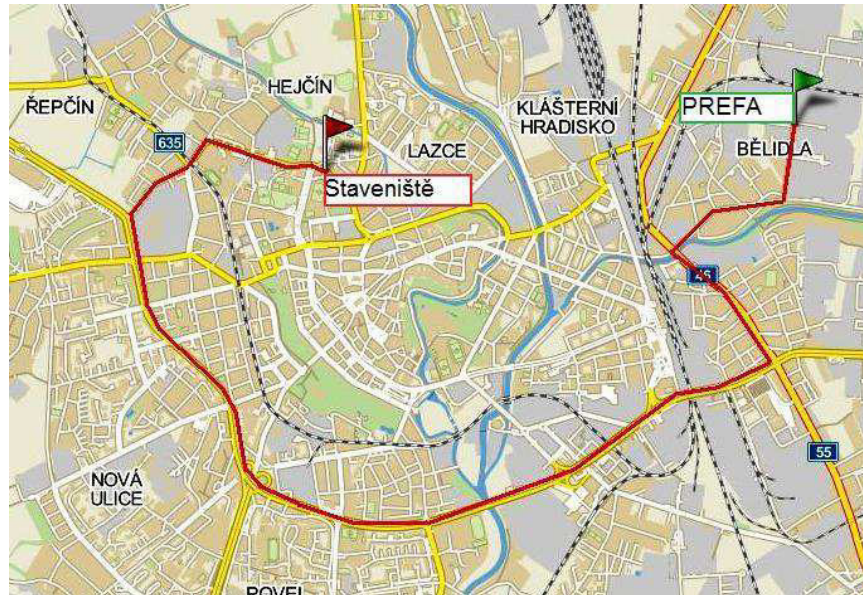 HEJČÍN
ŘEPČÍN
KLÁŠTERNÍ
HRADISKO
PREFA
635
LAZCE
BĚLIDLA
Staveniště
46
55
NOVÁ
ULICE
POVEL